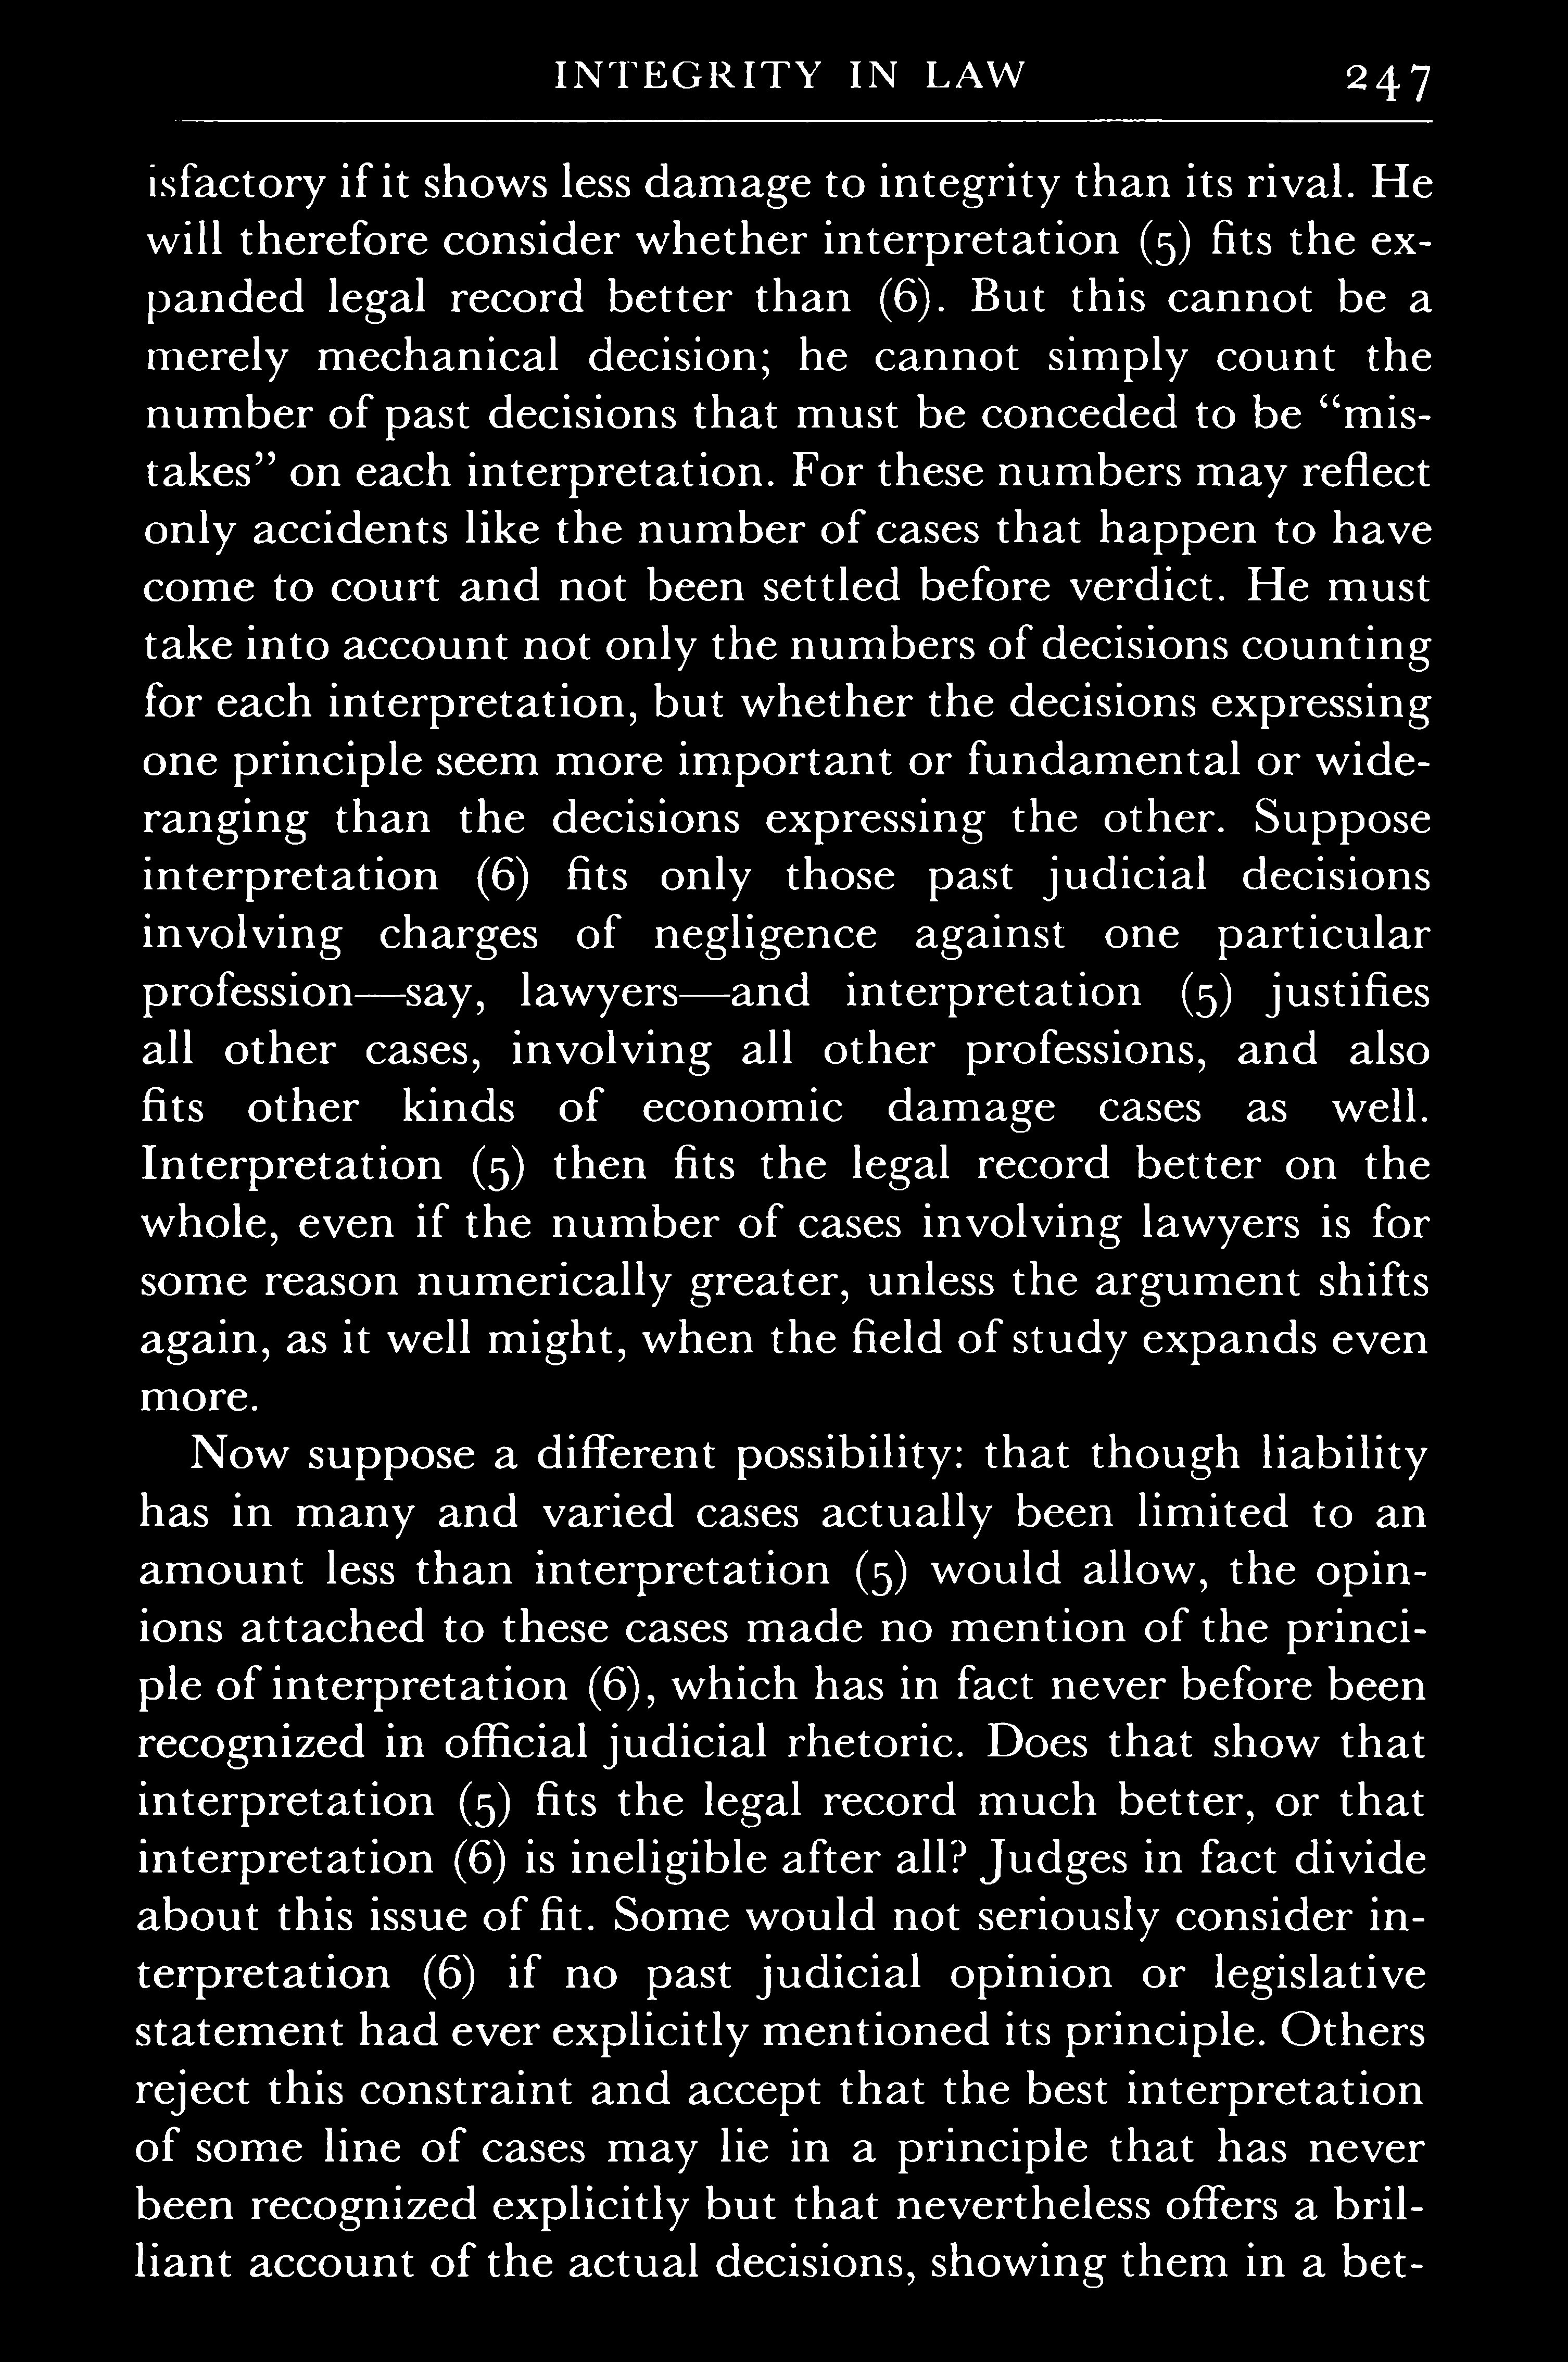 INTEGRITY IN LAW 247
isfactory if it shows less damage to integrity than its rival. He
will therefore consider whether interpretation (5) fits the ex-
panded legal record better than (6). But this cannot be a
merely mechanical decision; he cannot simply count the
number of past decisions that must be conceded to be “mis-
takes” on each interpretation. For these numbers may reflect
only accidents like the number of cases that happen to have
come to court and not been settled before verdict. He must
take into account not only the numbers of decisions counting
for each interpretation, but whether the decisions expressing
one principle seem more important or fundamental or wide-
ranging than the decisions expressing the other. Suppose
interpretation (6) fits only those past judicial decisions
involving charges of negligence against one particular
profession—say, lawyers—and interpretation (5) justifies
all other cases, involving all other professions, and also
fits other kinds of economic damage cases as well.
Interpretation (5) then fits the legal record better on the
whole, even if the number of cases involving lawyers is for
some reason numerically greater, unless the argument shifts
again, as it well might, when the field of study expands even
more.
Now suppose a different possibility: that though liability
has in many and varied cases actually been limited to an
amount less than interpretation (5) would allow, the opin-
ions attached to these cases made no mention of the princi-
ple of interpretation (6), which has in fact never before been
recognized in official judicial rhetoric. Does that show that
interpretation (5) fits the legal record much better, or that
interpretation (6) is ineligible after all? Judges in fact divide
about this issue of fit. Some would not seriously consider in-
terpretation (6) if no past judicial opinion or legislative
statement had ever explicitly mentioned its principle. Others
reject this constraint and accept that the best interpretation
of some line of cases may lie in a principle that has never
been recognized explicitly but that nevertheless offers a bril-
liant account of the actual decisions, showing them in a bet-